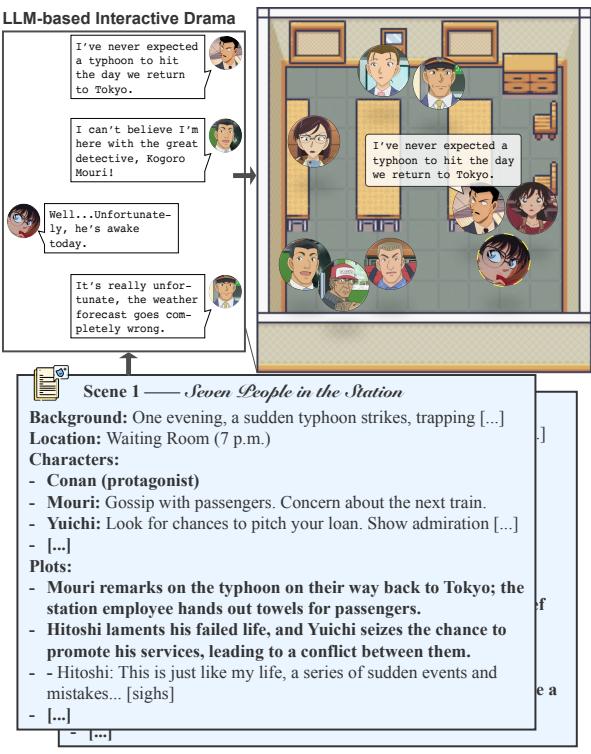 LLM-based Interactive Drama
I've never expected
a typhoon to hit
the day we return
to Tokyo.
I can't believe I'm
here with the great
detective, Kogoro
Mouri!
Well...Unfortunate-
ly, he's awake
today.
It's really unfor-
tunate, the weather
forecast goes com-
pletely wrong.
I've never expected a
typhoon to hit the day
we return to Tokyo.
Scene 1 —— Seven People in the Station
Background: One evening, a sudden typhoon strikes, trapping [...]
Location: Waiting Room (7 p.m.)
Characters:
- Conan (protagonist)
- Mouri: Gossip with passengers. Concern about the next train.
- Yuichi: Look for chances to pitch your loan. Show admiration [...]
- [...]
Plots:
- Mouri remarks on the typhoon on their way back to Tokyo; the
station employee hands out towels for passengers.
- Hitoshi laments his failed life, and Yuichi seizes the chance to
promote his services, leading to a conflict between them.
- - Hitoshi: This is just like my life, a series of sudden events and
mistakes... [sighs]
- [...]
- [...]